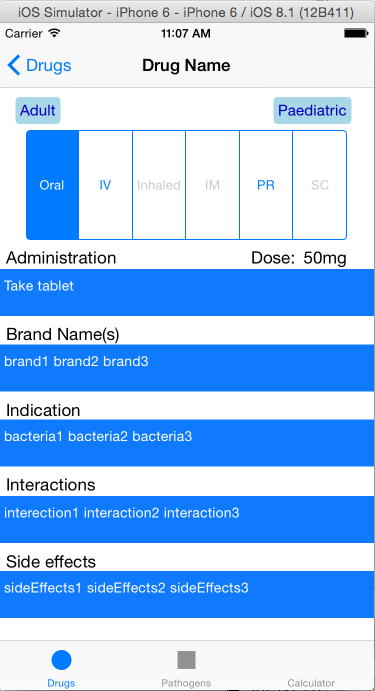 iOS Simulator - iPhone 6 - iPhone 6 / iOS 8.1 (12B411)
Carrier 11:07 AM
Drugs Drug Name
Adult Paediatric
Oral IV Inhaled IM PR SC
Administration Dose: 50mg
Take tablet
Brand Name(s)
brand1 brand2 brand3
Indication
bacteria1 bacteria2 bacteria3
Interactions
interection1 interaction2 interaction3
Side effects
sideEffects1 sideEffects2 sideEffects3
Drugs Pathogens Calculator